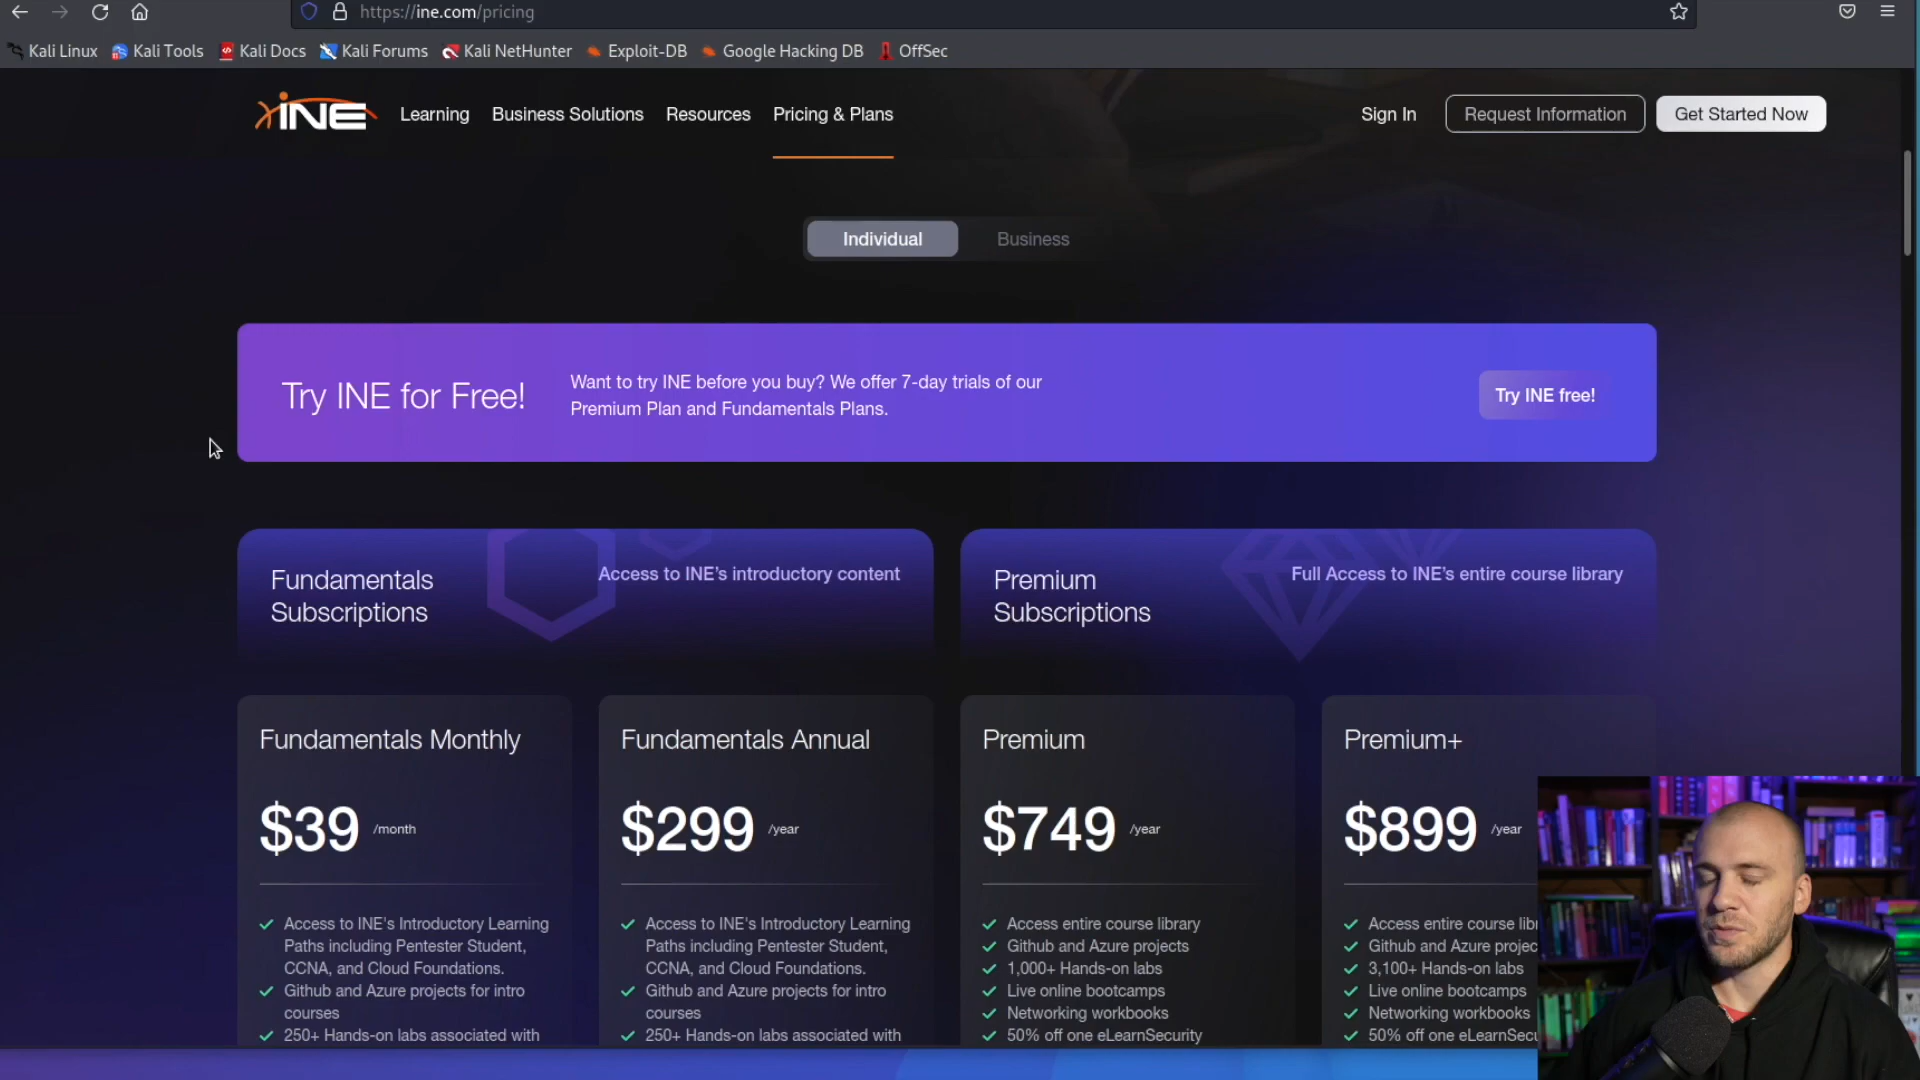 https://ine.com/pricing
Kali Linux Kali Tools Kali Docs Kali Forums Kali NetHunter Exploit-DB Google Hacking DB OffSec
INE Learning Business Solutions Resources Pricing & Plans Sign In Request Information Get Started Now
Individual Business
Try INE for Free!
Want to try INE before you buy? We offer 7-day trials of our
Premium Plan and Fundamentals Plans.
Try INE free!
Fundamentals
Subscriptions
Access to INE's introductory content
Premium
Subscriptions
Full Access to INE's entire course library
Fundamentals Monthly
$39 /month
Access to INE's Introductory Learning
Paths including Pentester Student,
CCNA, and Cloud Foundations.
Github and Azure projects for intro
courses
250+ Hands-on labs associated with
Fundamentals Annual
$299 /year
Access to INE's Introductory Learning
Paths including Pentester Student,
CCNA, and Cloud Foundations.
Github and Azure projects for intro
courses
250+ Hands-on labs associated with
Premium
$749 /year
Access entire course library
Github and Azure projects
1,000+ Hands-on labs
Live online bootcamps
Networking workbooks
50% off one eLearnSecurity
Premium+
$899 /year
Access entire course lib
Github and Azure projec
3,100+ Hands-on labs
Live online bootcamps
Networking workbooks
50% off one eLearnSecu